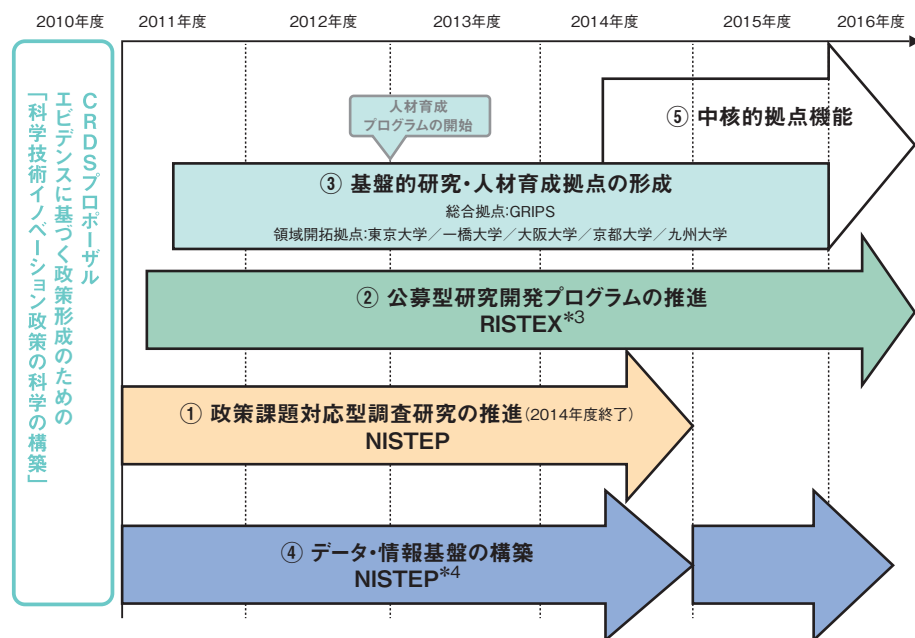 2010年度 2011年度 2012年度 2013年度 2014年度 2015年度 2016年度
CRDSプロポーザル
エビデンスに基づく政策形成のための
「科学技術イノベーション政策の科学の構築」
人材育成
プログラムの開始
⑤ 中核的拠点機能
③ 基盤的研究・人材育成拠点の形成
総合拠点:GRIPS
領域開拓拠点:東京大学／一橋大学／大阪大学／京都大学／九州大学
② 公募型研究開発プログラムの推進
RISTEX*3
① 政策課題対応型調査研究の推進(2014年度終了)
NISTEP
④ データ・情報基盤の構築
NISTEP*4